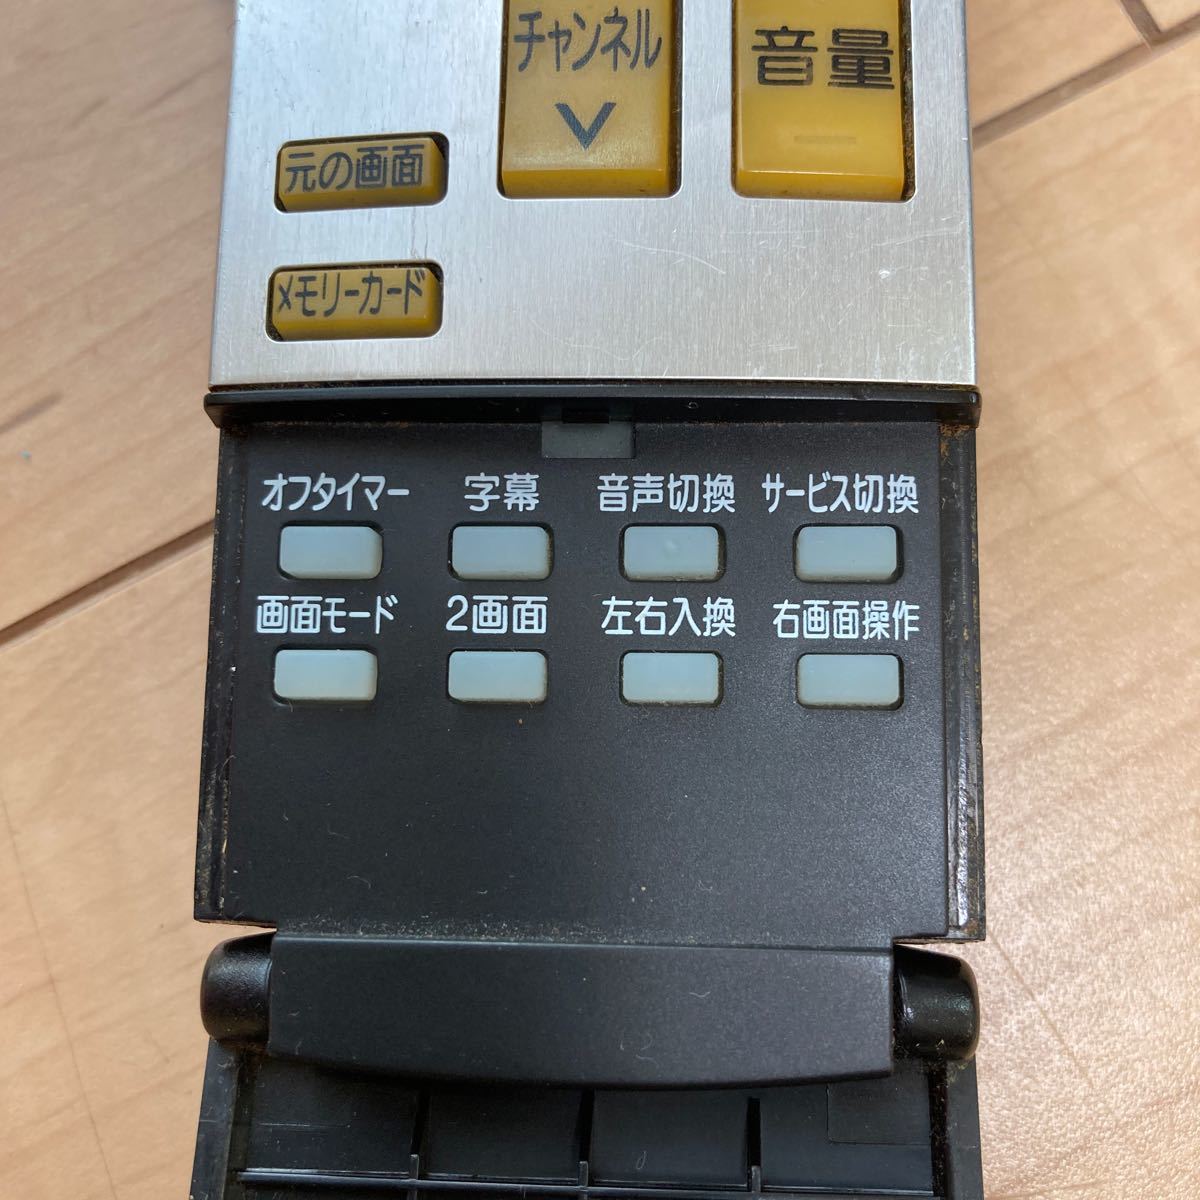 チャンネル
音量
元の画面
メモリーカード
オフタイマー 字幕 音声切換 サービス切換
画面モード 2画面 左右入換 右画面操作